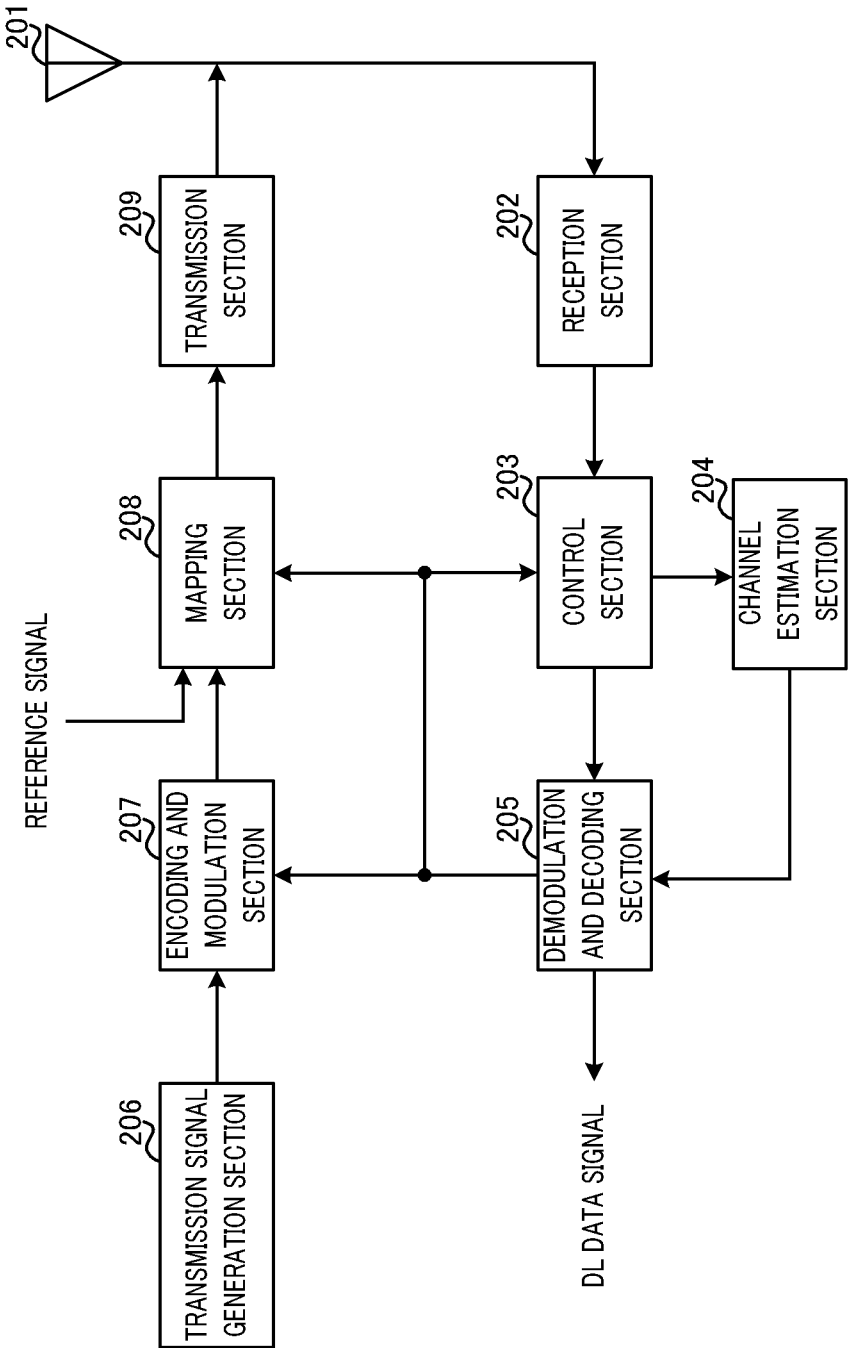 201
209
TRANSMISSION
SECTION
202
RECEPTION
SECTION
208
MAPPING
SECTION
203
CONTROL
SECTION
204
CHANNEL
ESTIMATION
SECTION
REFERENCE SIGNAL
207
ENCODING AND
MODULATION
SECTION
205
DEMODULATION
AND DECODING
SECTION
206
TRANSMISSION SIGNAL
GENERATION SECTION
DL DATA SIGNAL